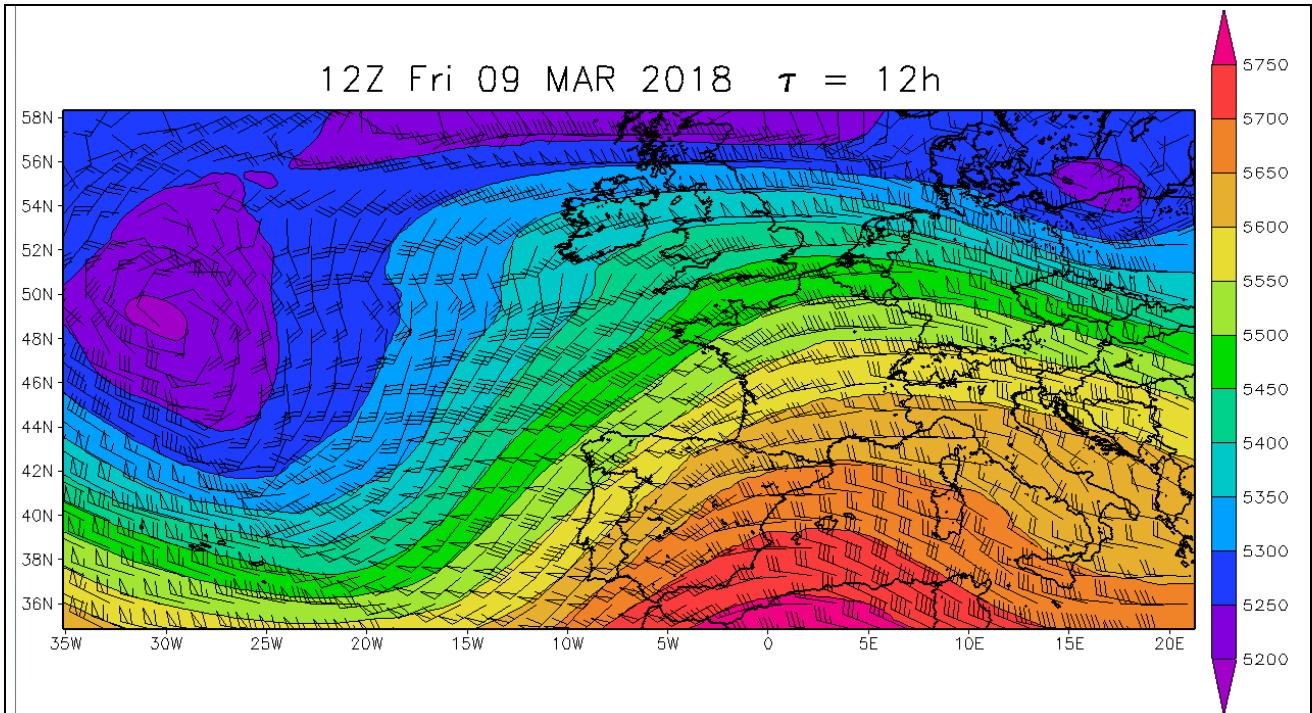 12Z Fri 09 MAR 2018 τ = 12h
58N
56N
54N
52N
50N
48N
46N
44N
42N
40N
38N
36N
35W 30W 25W 20W 15W 10W 5W 0 5E 10E 15E 20E
5750
5700
5650
5600
5550
5500
5450
5400
5350
5300
5250
5200